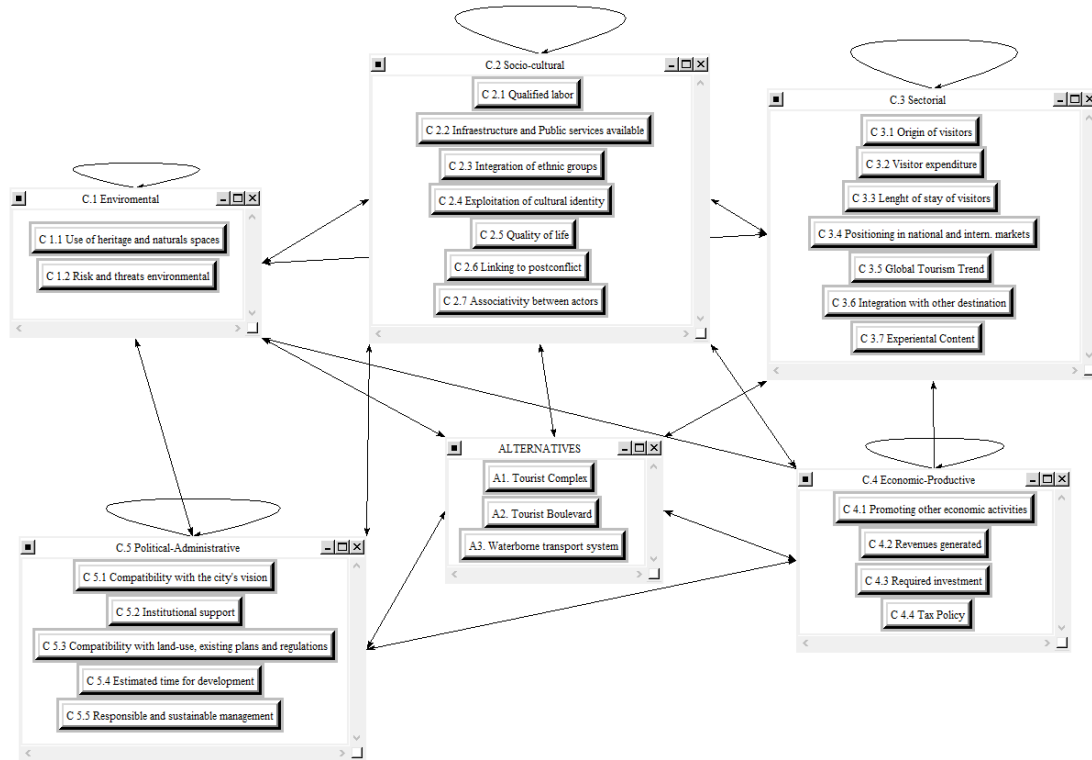 C.2 Socio-cultural
C 2.1 Qualified labor
C 2.2 Infraestructure and Public services available
C 2.3 Integration of ethnic groups
C 2.4 Exploitation of cultural identity
C 2.5 Quality of life
C 2.6 Linking to postconflict
C 2.7 Associativity between actors
C.3 Sectorial
C 3.1 Origin of visitors
C 3.2 Visitor expenditure
C 3.3 Lenght of stay of visitors
C 3.4 Positioning in national and intern. markets
C 3.5 Global Tourism Trend
C 3.6 Integration with other destination
C 3.7 Experiental Content
C.1 Enviromental
C 1.1 Use of heritage and naturals spaces
C 1.2 Risk and threats environmental
ALTERNATIVES
A1. Tourist Complex
A2. Tourist Boulevard
A3. Waterborne transport system
C.4 Economic-Productive
C 4.1 Promoting other economic activities
C 4.2 Revenues generated
C 4.3 Required investment
C 4.4 Tax Policy
C.5 Political-Administrative
C 5.1 Compatibility with the city's vision
C 5.2 Institutional support
C 5.3 Compatibility with land-use, existing plans and regulations
C 5.4 Estimated time for development
C 5.5 Responsible and sustainable management